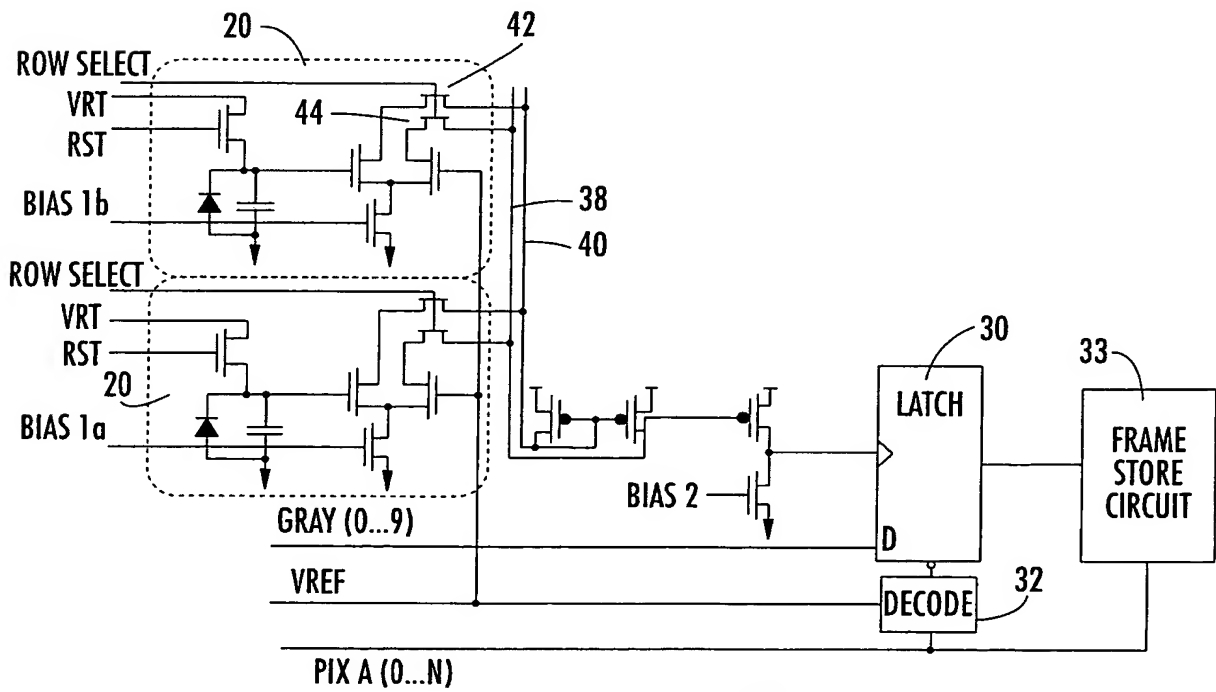 20
42
ROW SELECT
VRT
44
RST
BIAS 1b
38
40
ROW SELECT
VRT
RST
20
BIAS 1a
30
33
LATCH
FRAME
STORE
CIRCUIT
BIAS 2
GRAY (0...9)
D
VREF
DECODE
32
PIX A (0...N)